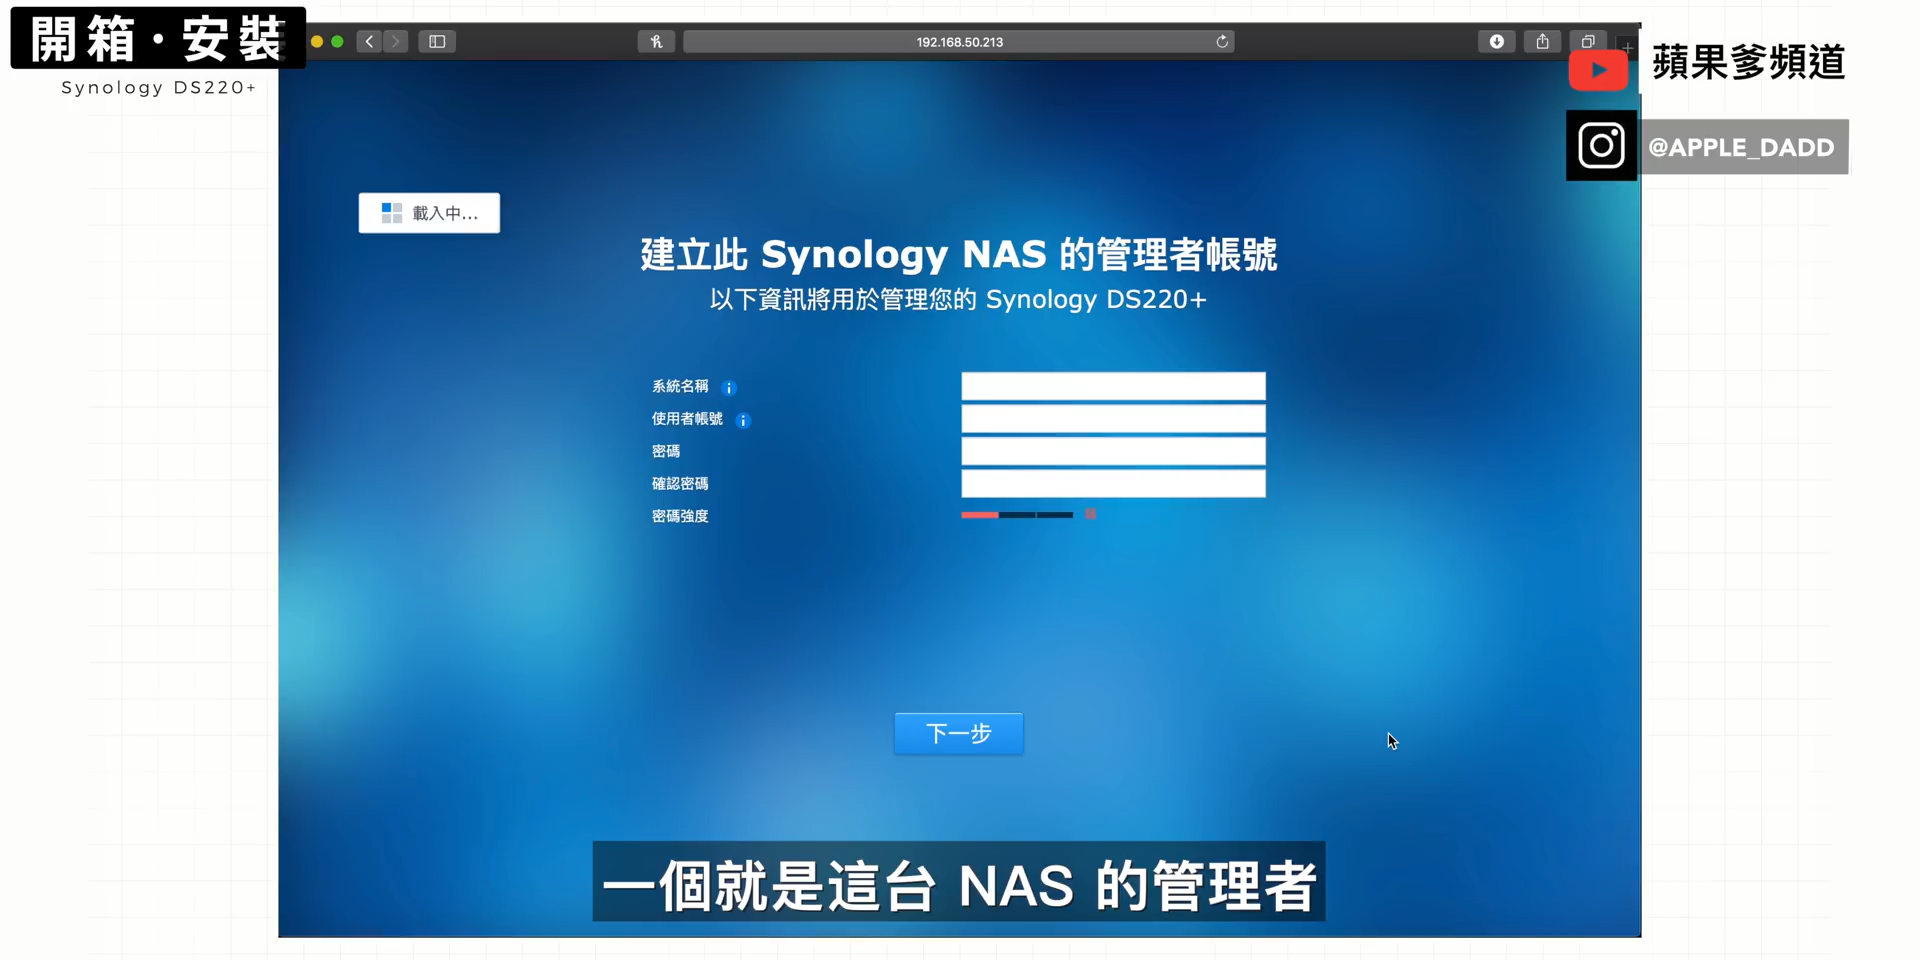 開箱·安裝
Synology DS220+
192.168.50.213
蘋果爹頻道
@APPLE_DADD
載入中...
建立此 Synology NAS 的管理者帳號
以下資訊將用於管理您的 Synology DS220+
系統名稱
使用者帳號
密碼
確認密碼
密碼強度
下一步
一個就是這台 NAS 的管理者